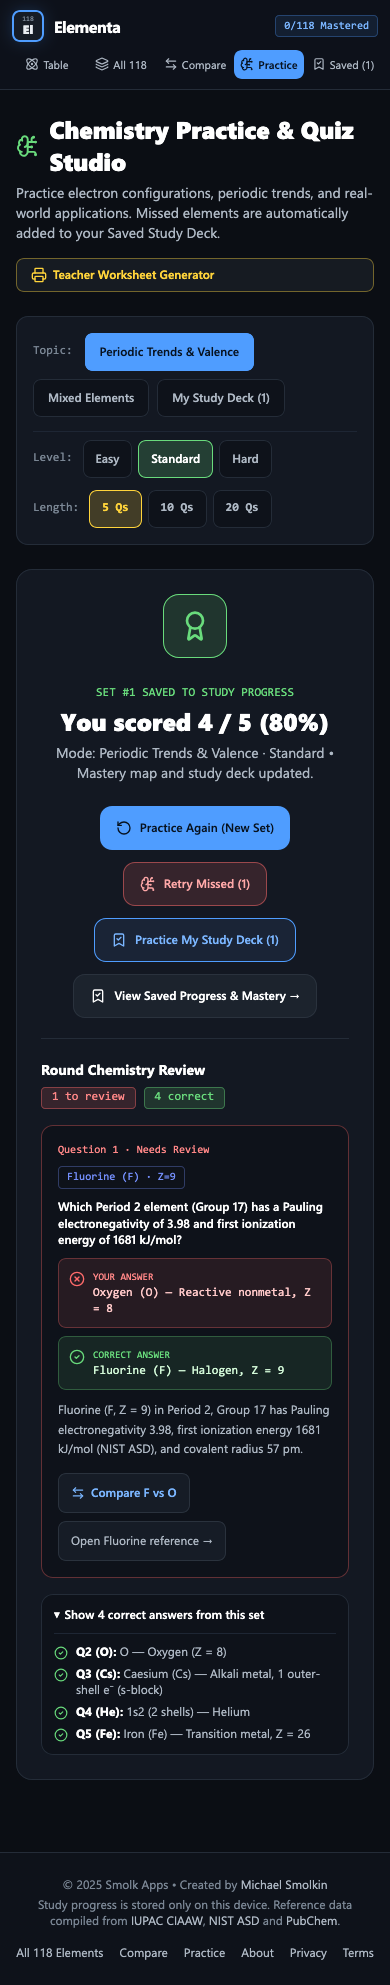 118
El
Elementa
0/118 Mastered
Table
All 118
Compare
Practice
Saved (1)
Chemistry Practice & Quiz
Studio
Practice electron configurations, periodic trends, and real-
world applications. Missed elements are automatically
added to your Saved Study Deck.
Teacher Worksheet Generator
Topic:
Periodic Trends & Valence
Mixed Elements
My Study Deck (1)
Level:
Easy
Standard
Hard
Length:
5 Qs
10 Qs
20 Qs
SET #1 SAVED TO STUDY PROGRESS
You scored 4 / 5 (80%)
Mode: Periodic Trends & Valence · Standard •
Mastery map and study deck updated.
Practice Again (New Set)
Retry Missed (1)
Practice My Study Deck (1)
View Saved Progress & Mastery →
Round Chemistry Review
1 to review
4 correct
Question 1 · Needs Review
Fluorine (F) · Z=9
Which Period 2 element (Group 17) has a Pauling
electronegativity of 3.98 and first ionization
energy of 1681 kJ/mol?
YOUR ANSWER
Oxygen (O) — Reactive nonmetal, Z
= 8
CORRECT ANSWER
Fluorine (F) — Halogen, Z = 9
Fluorine (F, Z = 9) in Period 2, Group 17 has Pauling
electronegativity 3.98, first ionization energy 1681
kJ/mol (NIST ASD), and covalent radius 57 pm.
Compare F vs O
Open Fluorine reference →
▾ Show 4 correct answers from this set
Q2 (O): O — Oxygen (Z = 8)
Q3 (Cs): Caesium (Cs) — Alkali metal, 1 outer-
shell e⁻ (s-block)
Q4 (He): 1s2 (2 shells) — Helium
Q5 (Fe): Iron (Fe) — Transition metal, Z = 26
© 2025 Smolk Apps • Created by Michael Smolkin
Study progress is stored only on this device. Reference data
compiled from IUPAC CIAAW, NIST ASD and PubChem.
All 118 Elements
Compare
Practice
About
Privacy
Terms